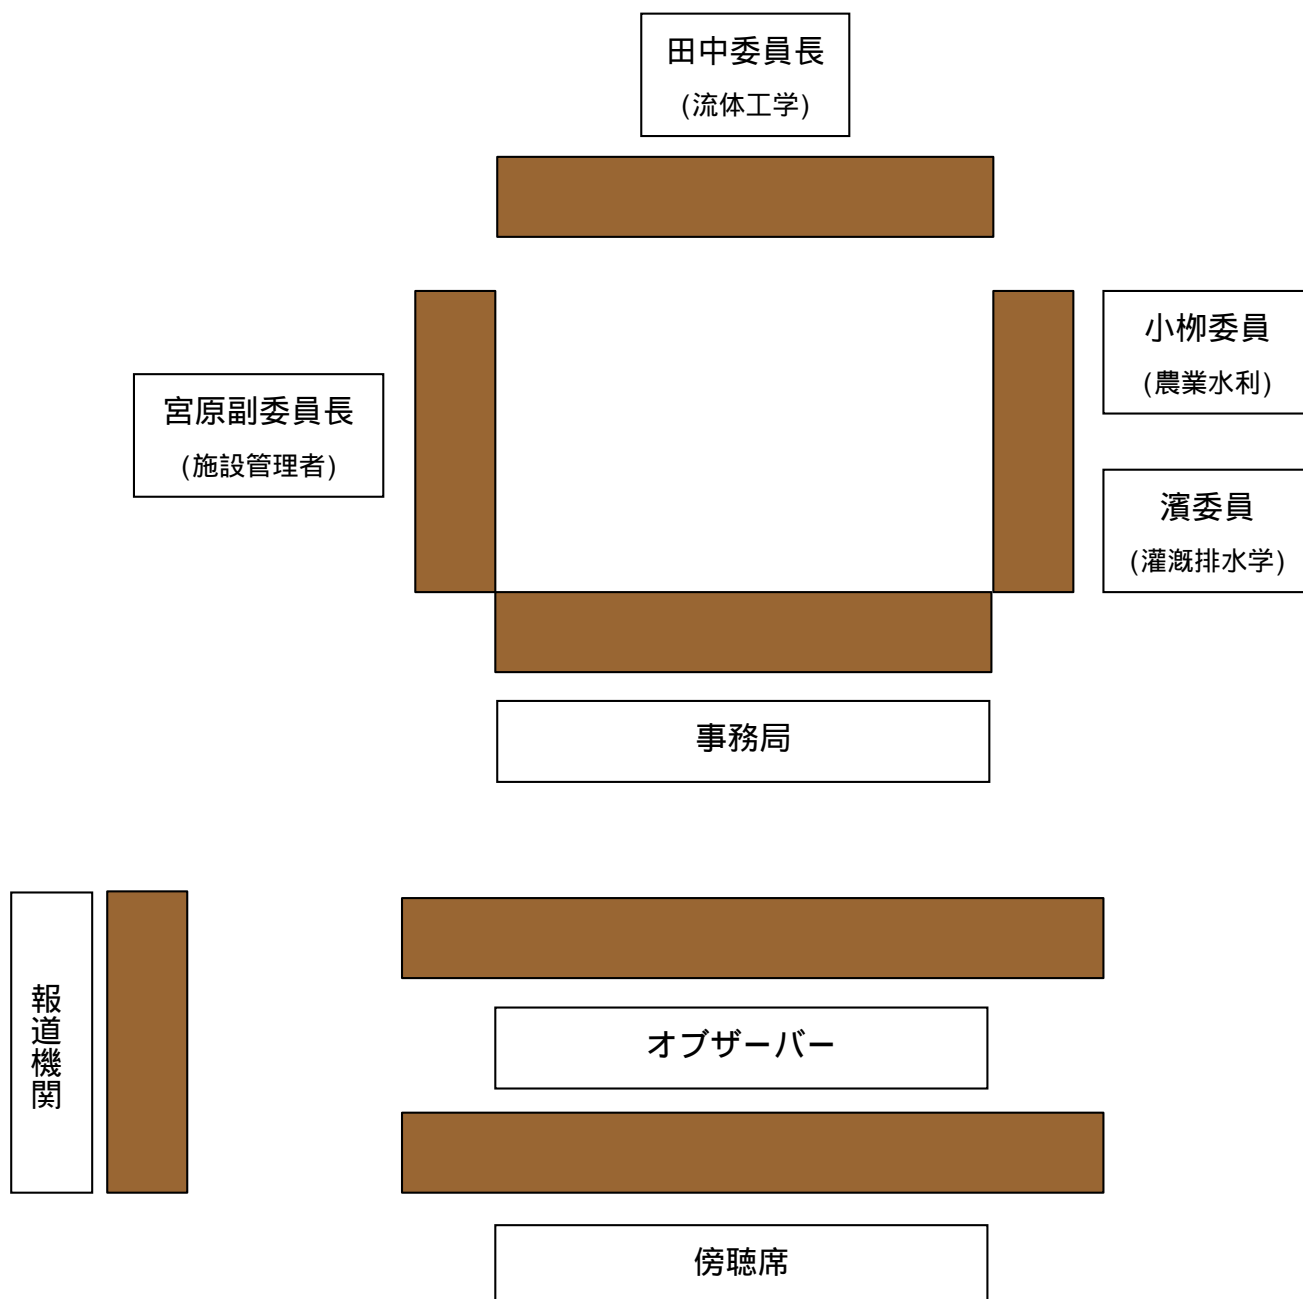 田中委員長
(流体工学)
小栁委員
(農業水利)
宮原副委員長
(施設管理者)
濱委員
(灌漑排水学)
事務局
報道機関
オブザーバー
傍聴席